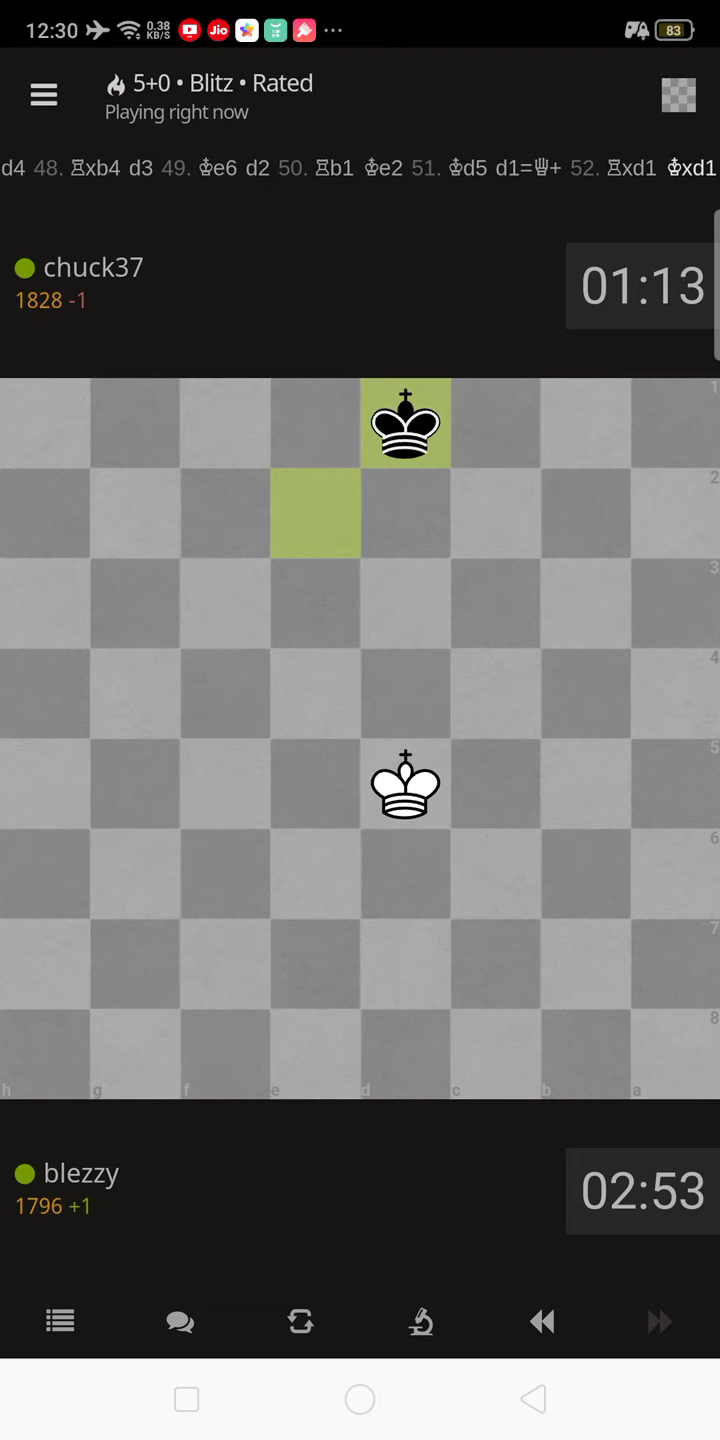 12:30 0.38 KB/S Jio ... 83
5+0 • Blitz • Rated
Playing right now
d4 48. ♖xb4 d3 49. ♔e6 d2 50. ♖b1 ♔e2 51. ♔d5 d1=♕+ 52. ♖xd1 ♔xd1
chuck37
1828 -1
01:13
1
2
3
4
5
6
7
8
h g f e d c b a
blezzy
1796 +1
02:53